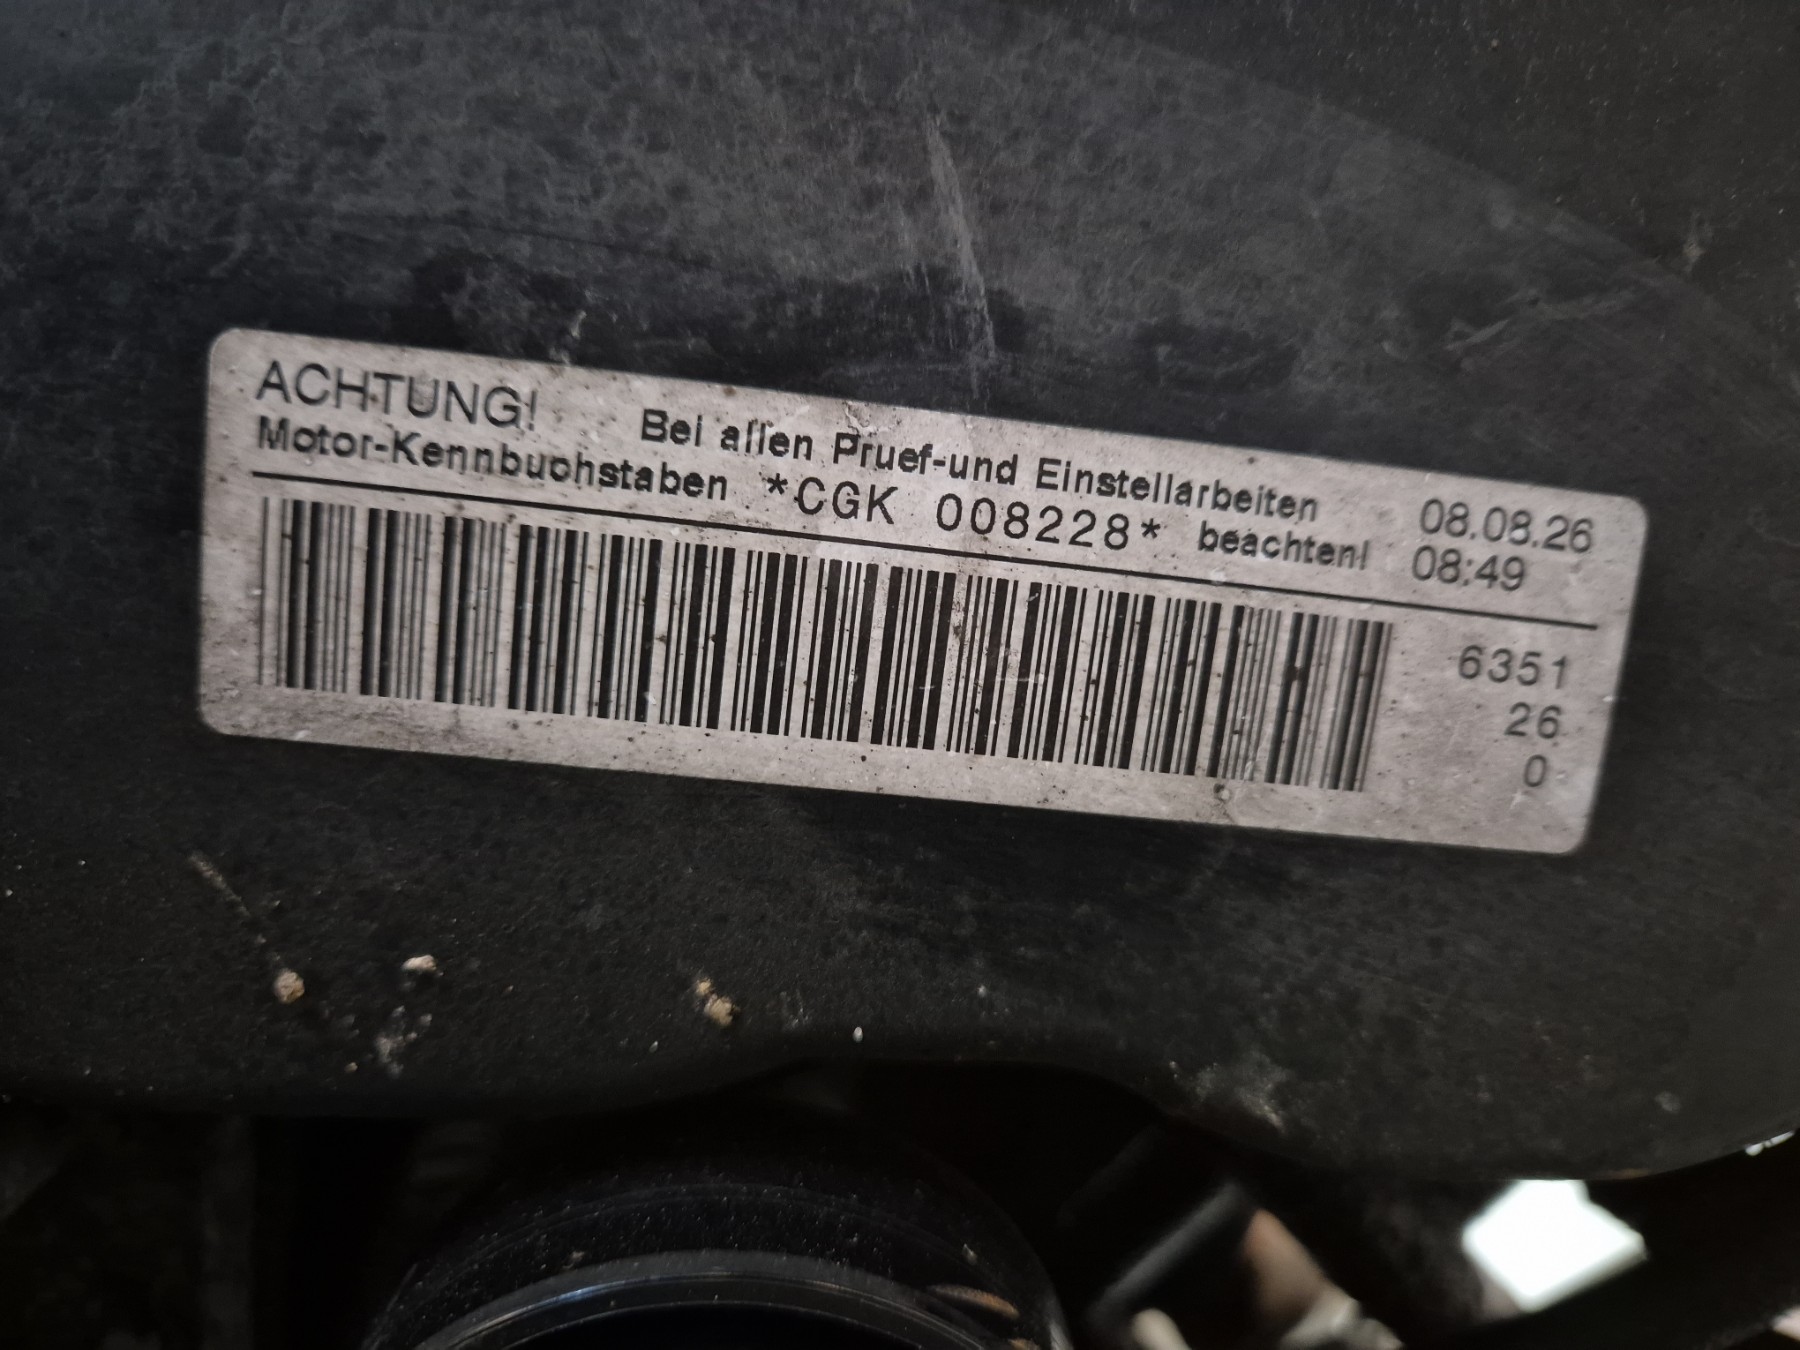 ACHTUNG! Bei allen Pruef-und Einstellarbeiten 08.08.26
Motor-Kennbuchstaben *CGK 008228* beachten! 08:49
6351
26
0